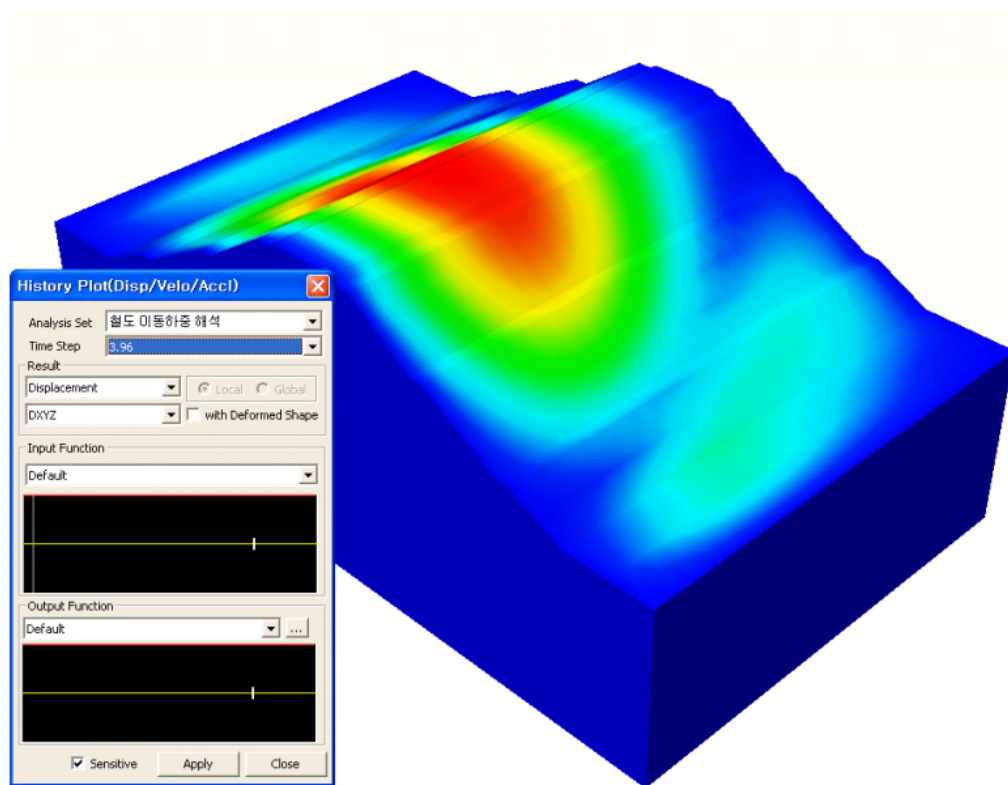 History Plot(Disp/Velo/Accl)
Analysis Set 철도 이동하중 해석
Time Step 3.96
Result
Displacement Local Global
DXYZ with Deformed Shape
Input Function
Default
Output Function
Default ...
Sensitive Apply Close